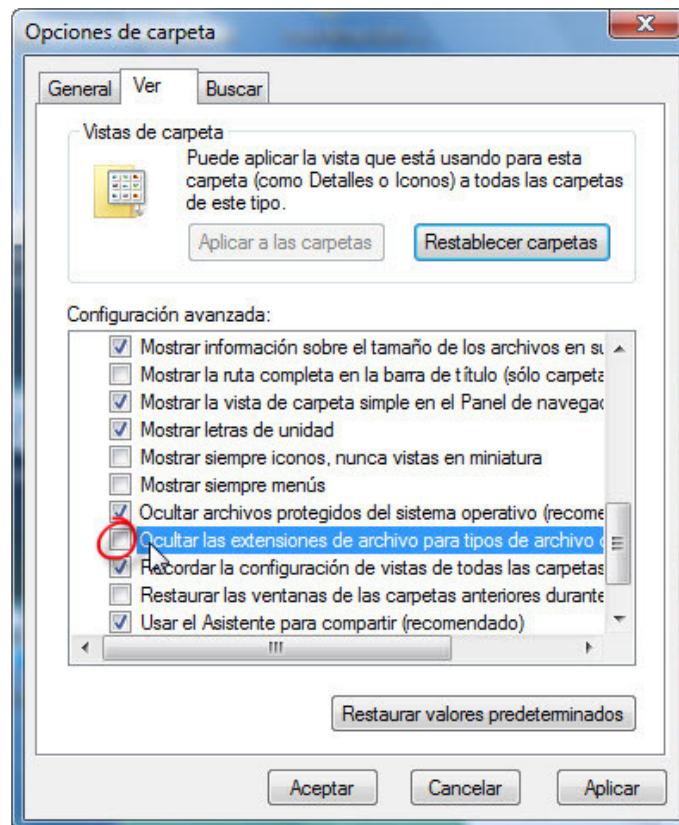 Opciones de carpeta
General Ver Buscar
Vistas de carpeta
Puede aplicar la vista que está usando para esta
carpeta (como Detalles o Iconos) a todas las carpetas
de este tipo.
Aplicar a las carpetas Restablecer carpetas
Configuración avanzada:
Mostrar información sobre el tamaño de los archivos en su
Mostrar la ruta completa en la barra de título (sólo carpeta
Mostrar la vista de carpeta simple en el Panel de navegac
Mostrar letras de unidad
Mostrar siempre iconos, nunca vistas en miniatura
Mostrar siempre menús
Ocultar archivos protegidos del sistema operativo (recome
Ocultar las extensiones de archivo para tipos de archivo c
Recordar la configuración de vistas de todas las carpetas
Restaurar las ventanas de las carpetas anteriores durante
Usar el Asistente para compartir (recomendado)
Restaurar valores predeterminados
Aceptar Cancelar Aplicar